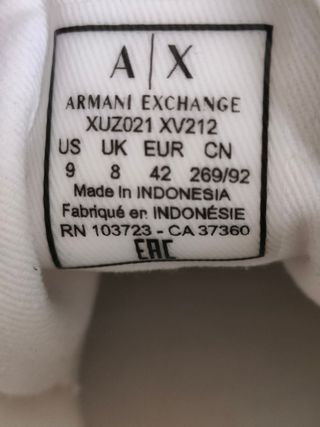 A|X
ARMANI EXCHANGE
XUZ021 XV212
US UK EUR CN
9 8 42 269/92
Made In INDONESIA
Fabriqué en INDONÉSIE
RN 103723 - CA 37360
EAC